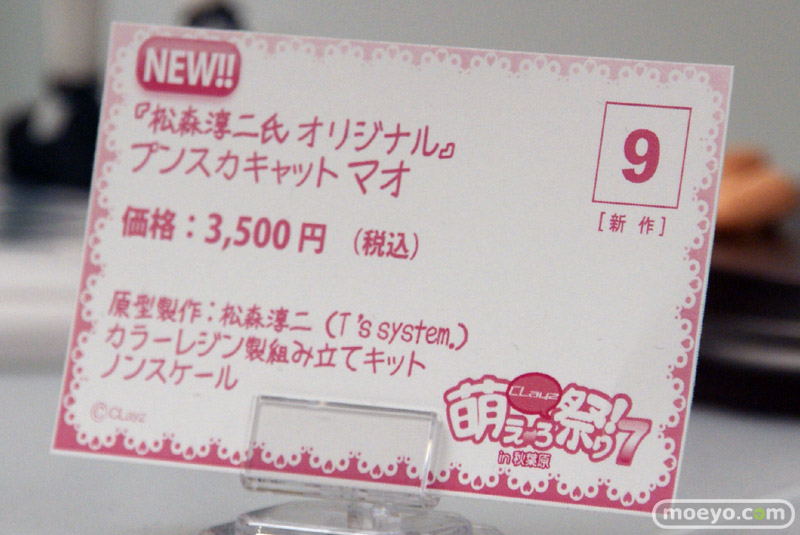 NEW!!
『松森淳二氏 オリジナル』
プンスカキャット マオ
9
[新 作]
価格：3,500円 （税込）
原型製作：松森淳二（T's system.）
カラーレジン製組み立てキット
ノンスケール
©CLayz
CLayz
萌え〜ろ祭ゥ!7
in 秋葉原
moeyo.com